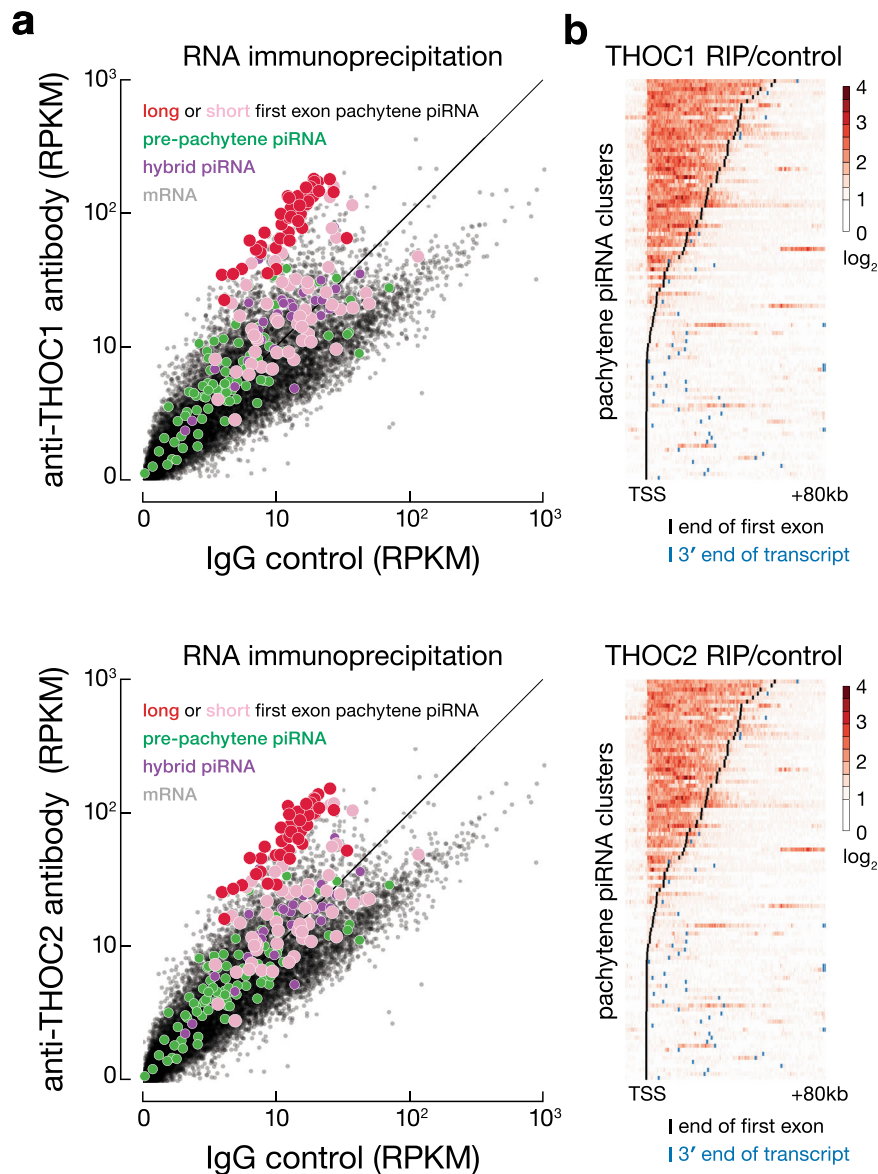 a
RNA immunoprecipitation
anti-THOC1 antibody (RPKM)
10³
10²
10
0
long or short first exon pachytene piRNA
pre-pachytene piRNA
hybrid piRNA
mRNA
0
10
10²
10³
IgG control (RPKM)
b
THOC1 RIP/control
pachytene piRNA clusters
4
3
2
1
0
log₂
TSS
+80kb
end of first exon
3′ end of transcript
RNA immunoprecipitation
anti-THOC2 antibody (RPKM)
10³
10²
10
0
long or short first exon pachytene piRNA
pre-pachytene piRNA
hybrid piRNA
mRNA
0
10
10²
10³
IgG control (RPKM)
THOC2 RIP/control
pachytene piRNA clusters
4
3
2
1
0
log₂
TSS
+80kb
end of first exon
3′ end of transcript